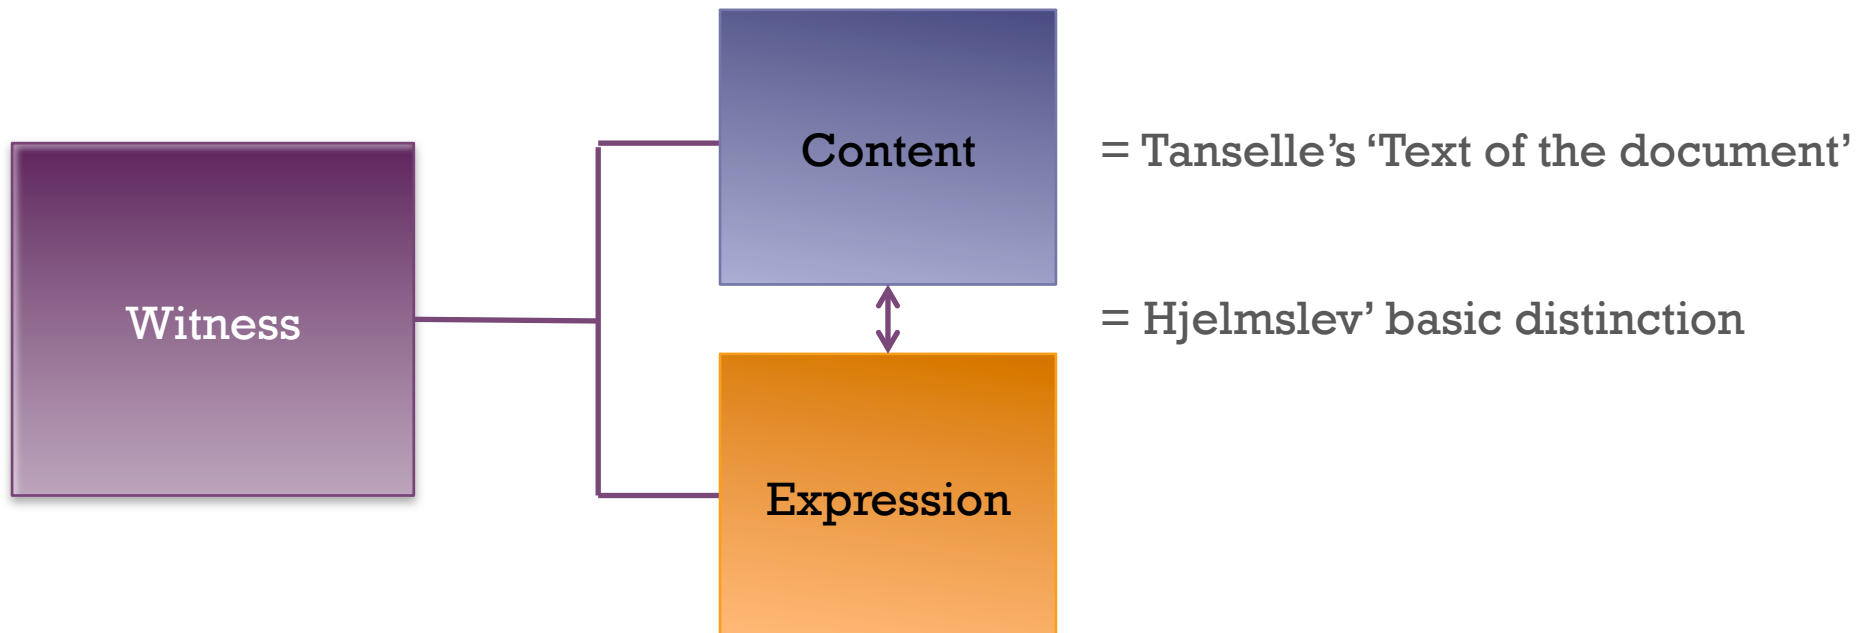 Witness
Content
= Tanselle’s ‘Text of the document’
= Hjelmslev’ basic distinction
Expression